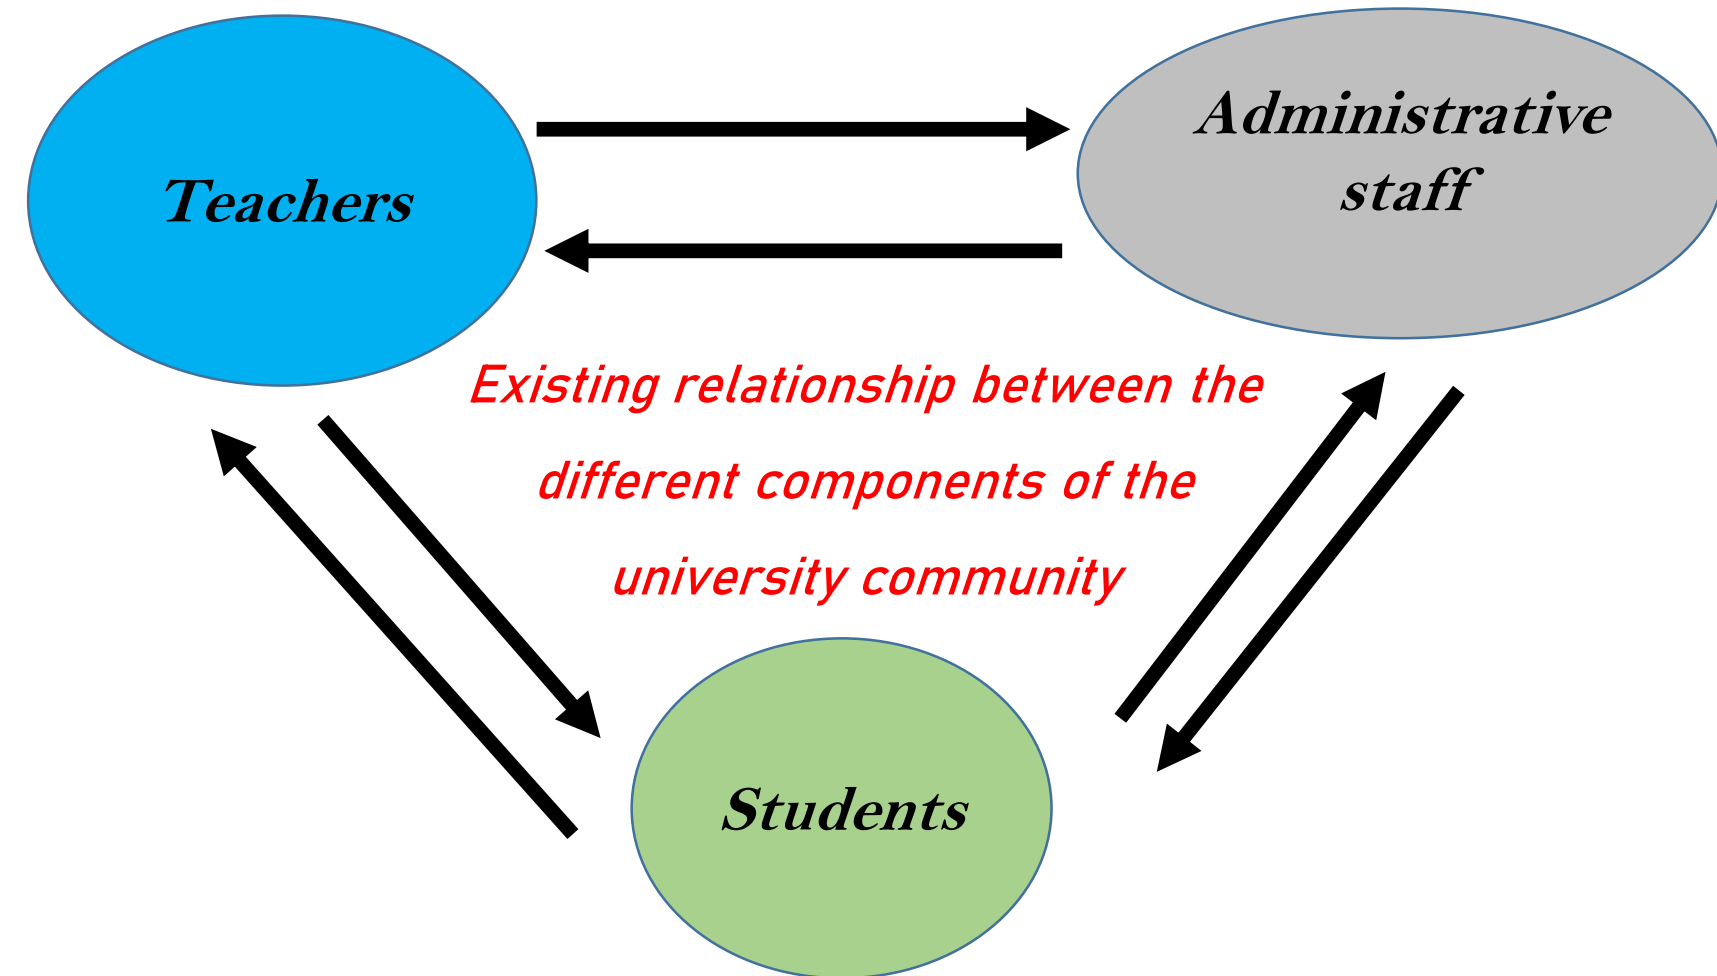 Teachers
Administrative
staff
Existing relationship between the
different components of the
university community
Students